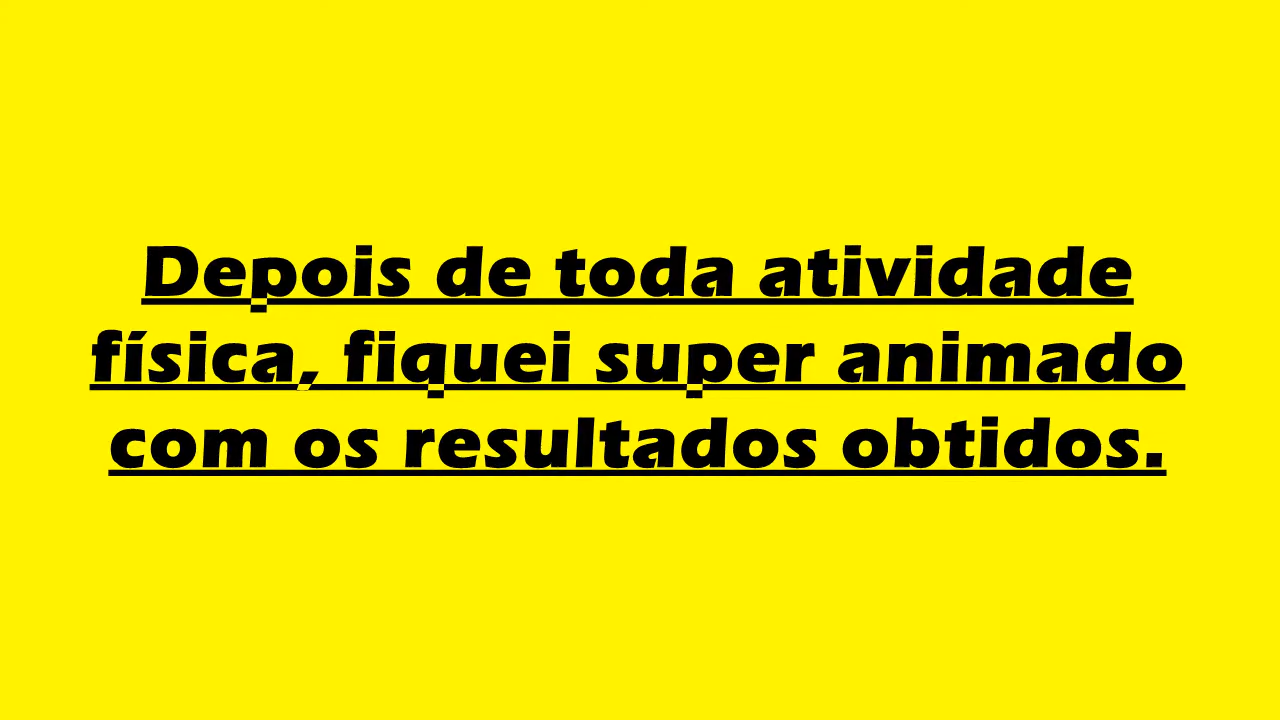 Depois de toda atividade
física, fiquei super animado
com os resultados obtidos.